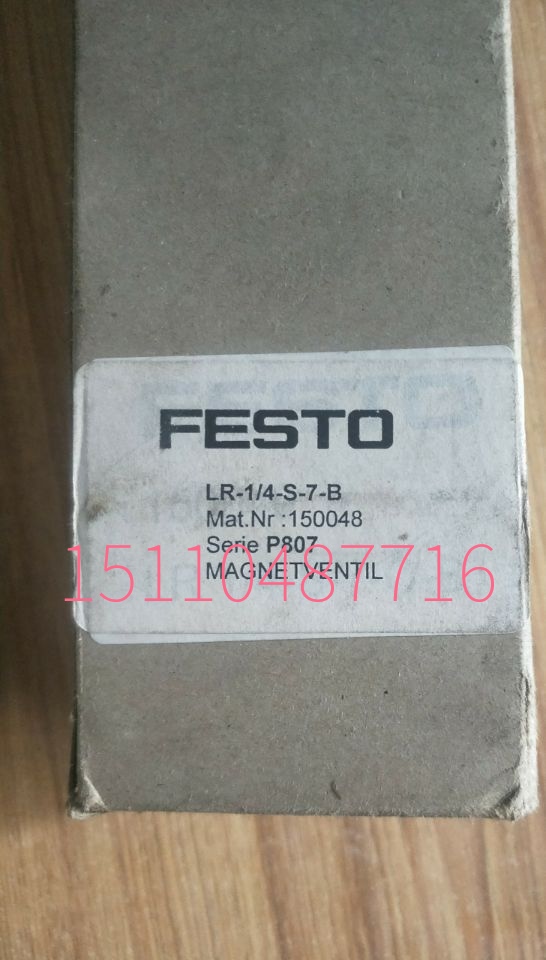 FESTO
LR-1/4-S-7-B
Mat.Nr :150048
Serie P807
MAGNETVENTIL
15110487716